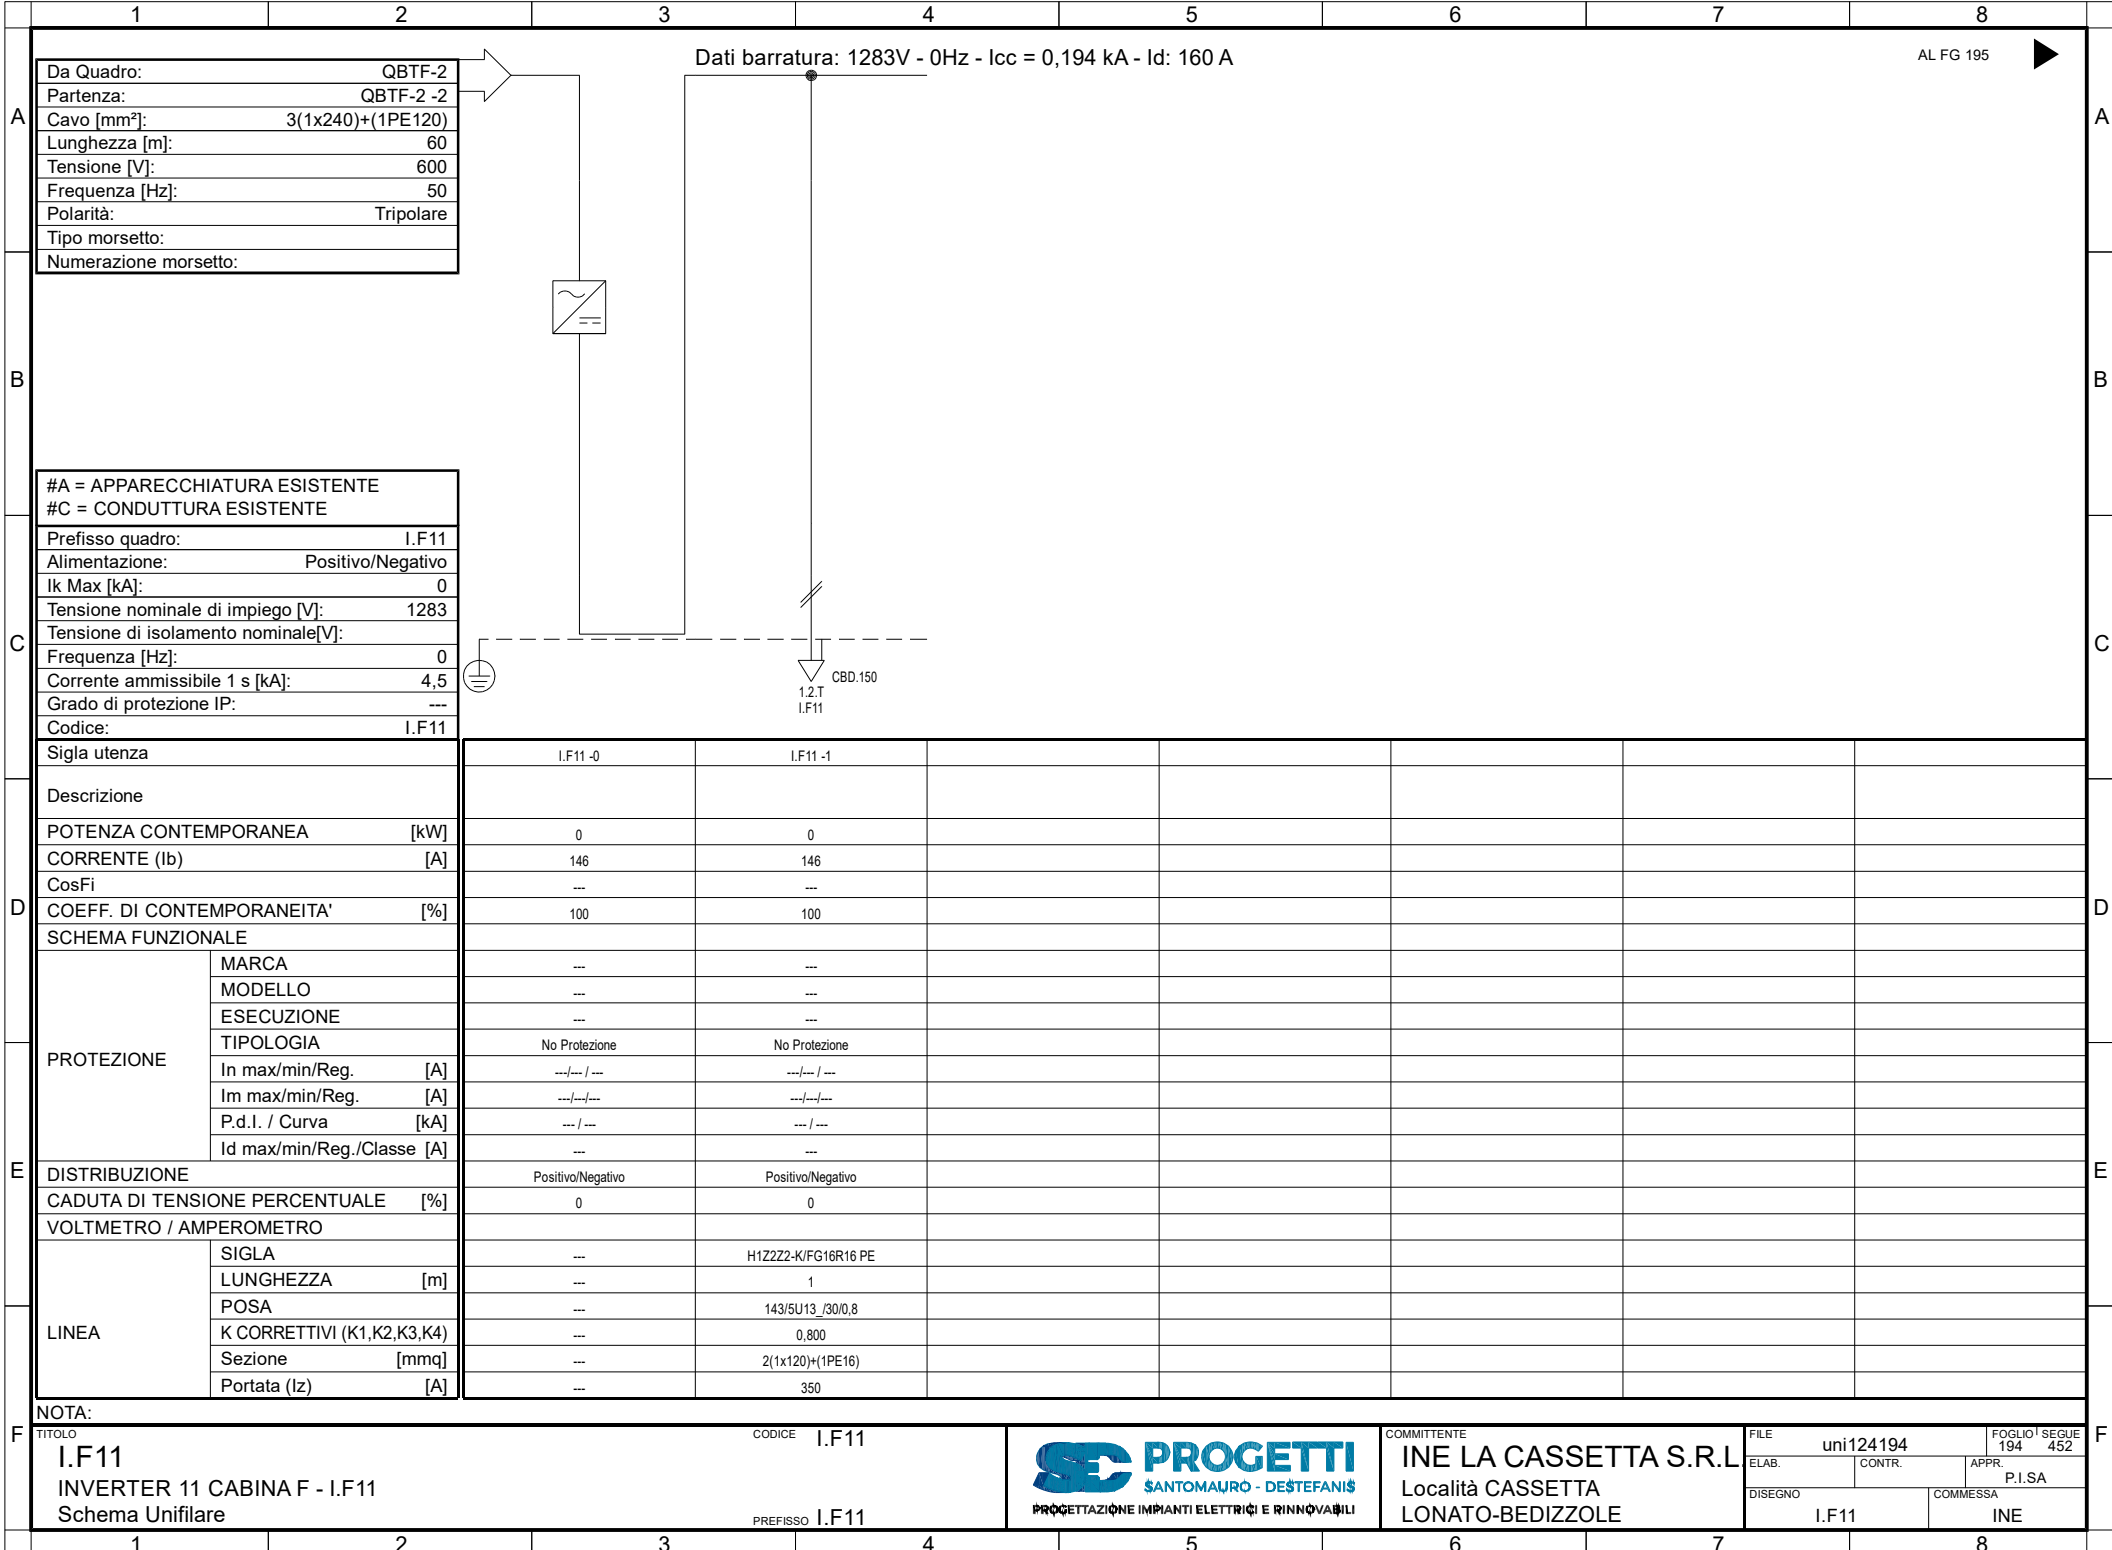 1 2 3 4 5 6 7 8
Dati barratura: 1283V - 0Hz - Icc = 0,194 kA - Id: 160 A
AL FG 195
Da Quadro: QBTF-2
Partenza: QBTF-2 -2
A A
Cavo [mm²]: 3(1x240)+(1PE120)
Lunghezza [m]: 60
Tensione [V]: 600
Frequenza [Hz]: 50
Polarità: Tripolare
Tipo morsetto:
Numerazione morsetto:
B B
#A = APPARECCHIATURA ESISTENTE
#C = CONDUTTURA ESISTENTE
Prefisso quadro: I.F11
Alimentazione: Positivo/Negativo
Ik Max [kA]: 0
Tensione nominale di impiego [V]: 1283
Tensione di isolamento nominale[V]:
C C
Frequenza [Hz]: 0
Corrente ammissibile 1 s [kA]: 4,5
Grado di protezione IP: ---
Codice: I.F11
CBD.150
1.2.T
I.F11
Sigla utenza I.F11 -0 I.F11 -1
Descrizione
POTENZA CONTEMPORANEA [kW] 0 0
CORRENTE (Ib) [A] 146 146
CosFi --- ---
D D
COEFF. DI CONTEMPORANEITA' [%] 100 100
SCHEMA FUNZIONALE
PROTEZIONE
MARCA --- ---
MODELLO --- ---
ESECUZIONE --- ---
TIPOLOGIA No Protezione No Protezione
In max/min/Reg. [A] ---/--- / --- ---/--- / ---
Im max/min/Reg. [A] ---/---/--- ---/---/---
P.d.I. / Curva [kA] --- / --- --- / ---
Id max/min/Reg./Classe [A] --- ---
E E
DISTRIBUZIONE Positivo/Negativo Positivo/Negativo
CADUTA DI TENSIONE PERCENTUALE [%] 0 0
VOLTMETRO / AMPEROMETRO
LINEA
SIGLA --- H1Z2Z2-K/FG16R16 PE
LUNGHEZZA [m] --- 1
POSA --- 143/5U13_/30/0,8
K CORRETTIVI (K1,K2,K3,K4) --- 0,800
Sezione [mmq] --- 2(1x120)+(1PE16)
Portata (Iz) [A] --- 350
NOTA:
F F
TITOLO
I.F11
INVERTER 11 CABINA F - I.F11
Schema Unifilare
CODICE I.F11
PREFISSO I.F11
SD PROGETTI
SANTOMAURO - DESTEFANIS
PROGETTAZIONE IMPIANTI ELETTRICI E RINNOVABILI
COMMITTENTE
INE LA CASSETTA S.R.L.
Località CASSETTA
LONATO-BEDIZZOLE
FILE uni124194
FOGLIO 194 SEGUE 452
ELAB. CONTR. APPR. P.I.SA
DISEGNO I.F11
COMMESSA INE
1 2 3 4 5 6 7 8